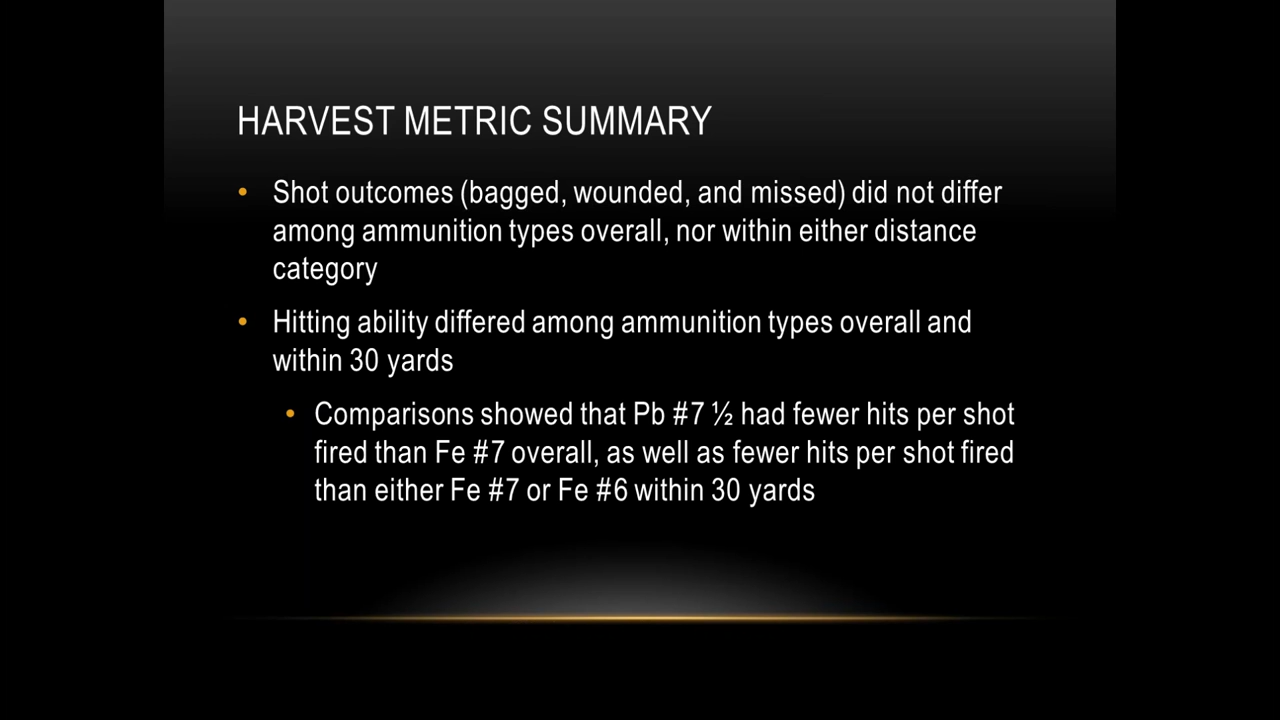 HARVEST METRIC SUMMARY
• Shot outcomes (bagged, wounded, and missed) did not differ
among ammunition types overall, nor within either distance
category
• Hitting ability differed among ammunition types overall and
within 30 yards
• Comparisons showed that Pb #7 ½ had fewer hits per shot
fired than Fe #7 overall, as well as fewer hits per shot fired
than either Fe #7 or Fe #6 within 30 yards